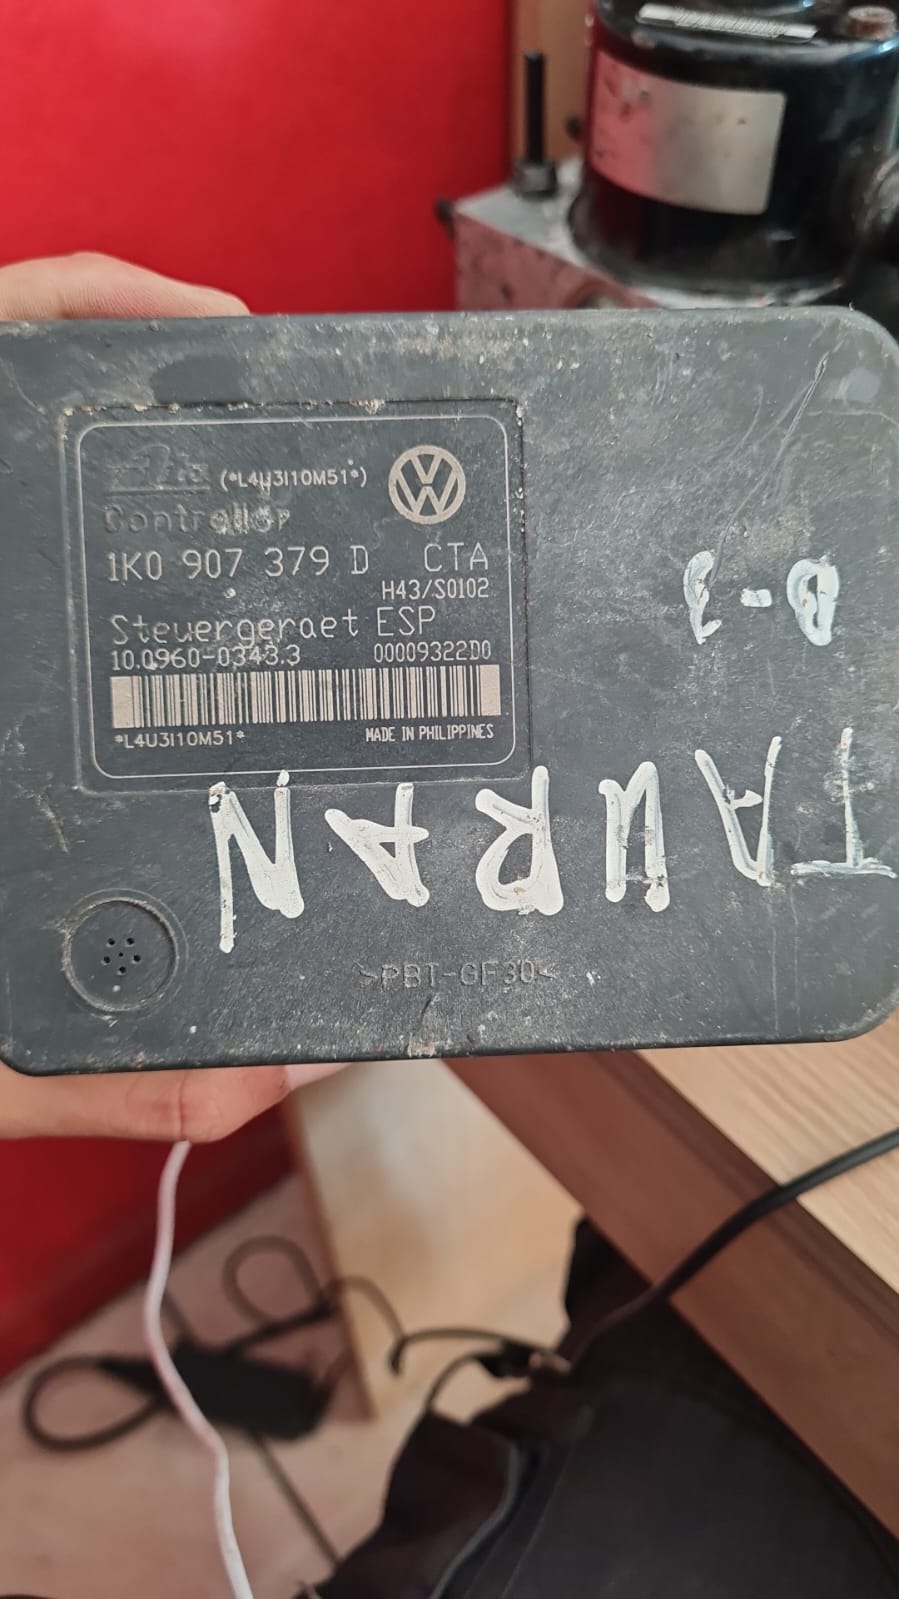 Ate (*L4U3I10M51*)
Controller
1K0 907 379 D CTA
H43/S0102
Steuergeraet ESP
10.0960-0343.3 00009322D0
*L4U3I10M51*
MADE IN PHILIPPINES
B-3
TAURAN
>PBT-GF30<